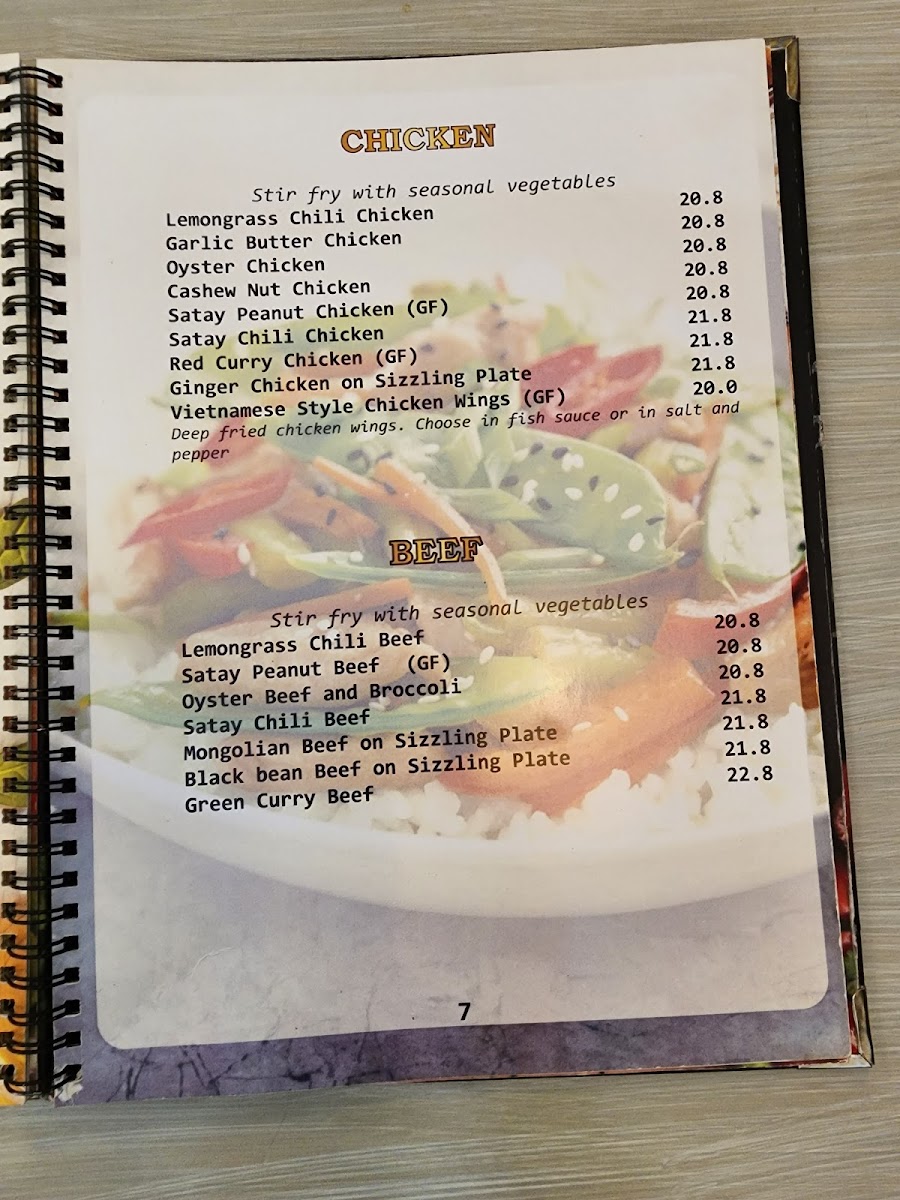 CHICKEN
Stir fry with seasonal vegetables
Lemongrass Chili Chicken 20.8
Garlic Butter Chicken 20.8
Oyster Chicken 20.8
Cashew Nut Chicken 20.8
Satay Peanut Chicken (GF) 20.8
Satay Chili Chicken 21.8
Red Curry Chicken (GF) 21.8
Ginger Chicken on Sizzling Plate 21.8
Vietnamese Style Chicken Wings (GF) 20.0
Deep fried chicken wings. Choose in fish sauce or in salt and
pepper
BEEF
Stir fry with seasonal vegetables
Lemongrass Chili Beef 20.8
Satay Peanut Beef (GF) 20.8
Oyster Beef and Broccoli 20.8
Satay Chili Beef 21.8
Mongolian Beef on Sizzling Plate 21.8
Black bean Beef on Sizzling Plate 21.8
Green Curry Beef 22.8
7